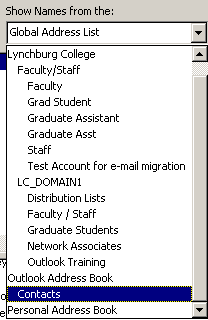 Show Names from the:
Global Address List
Lynchburg College
Faculty/Staff
Faculty
Grad Student
Graduate Assistant
Graduate Asst
Staff
Test Account for e-mail migration
LC_DOMAIN1
Distribution Lists
Faculty / Staff
Graduate Students
Network Associates
Outlook Training
Outlook Address Book
Contacts
Personal Address Book